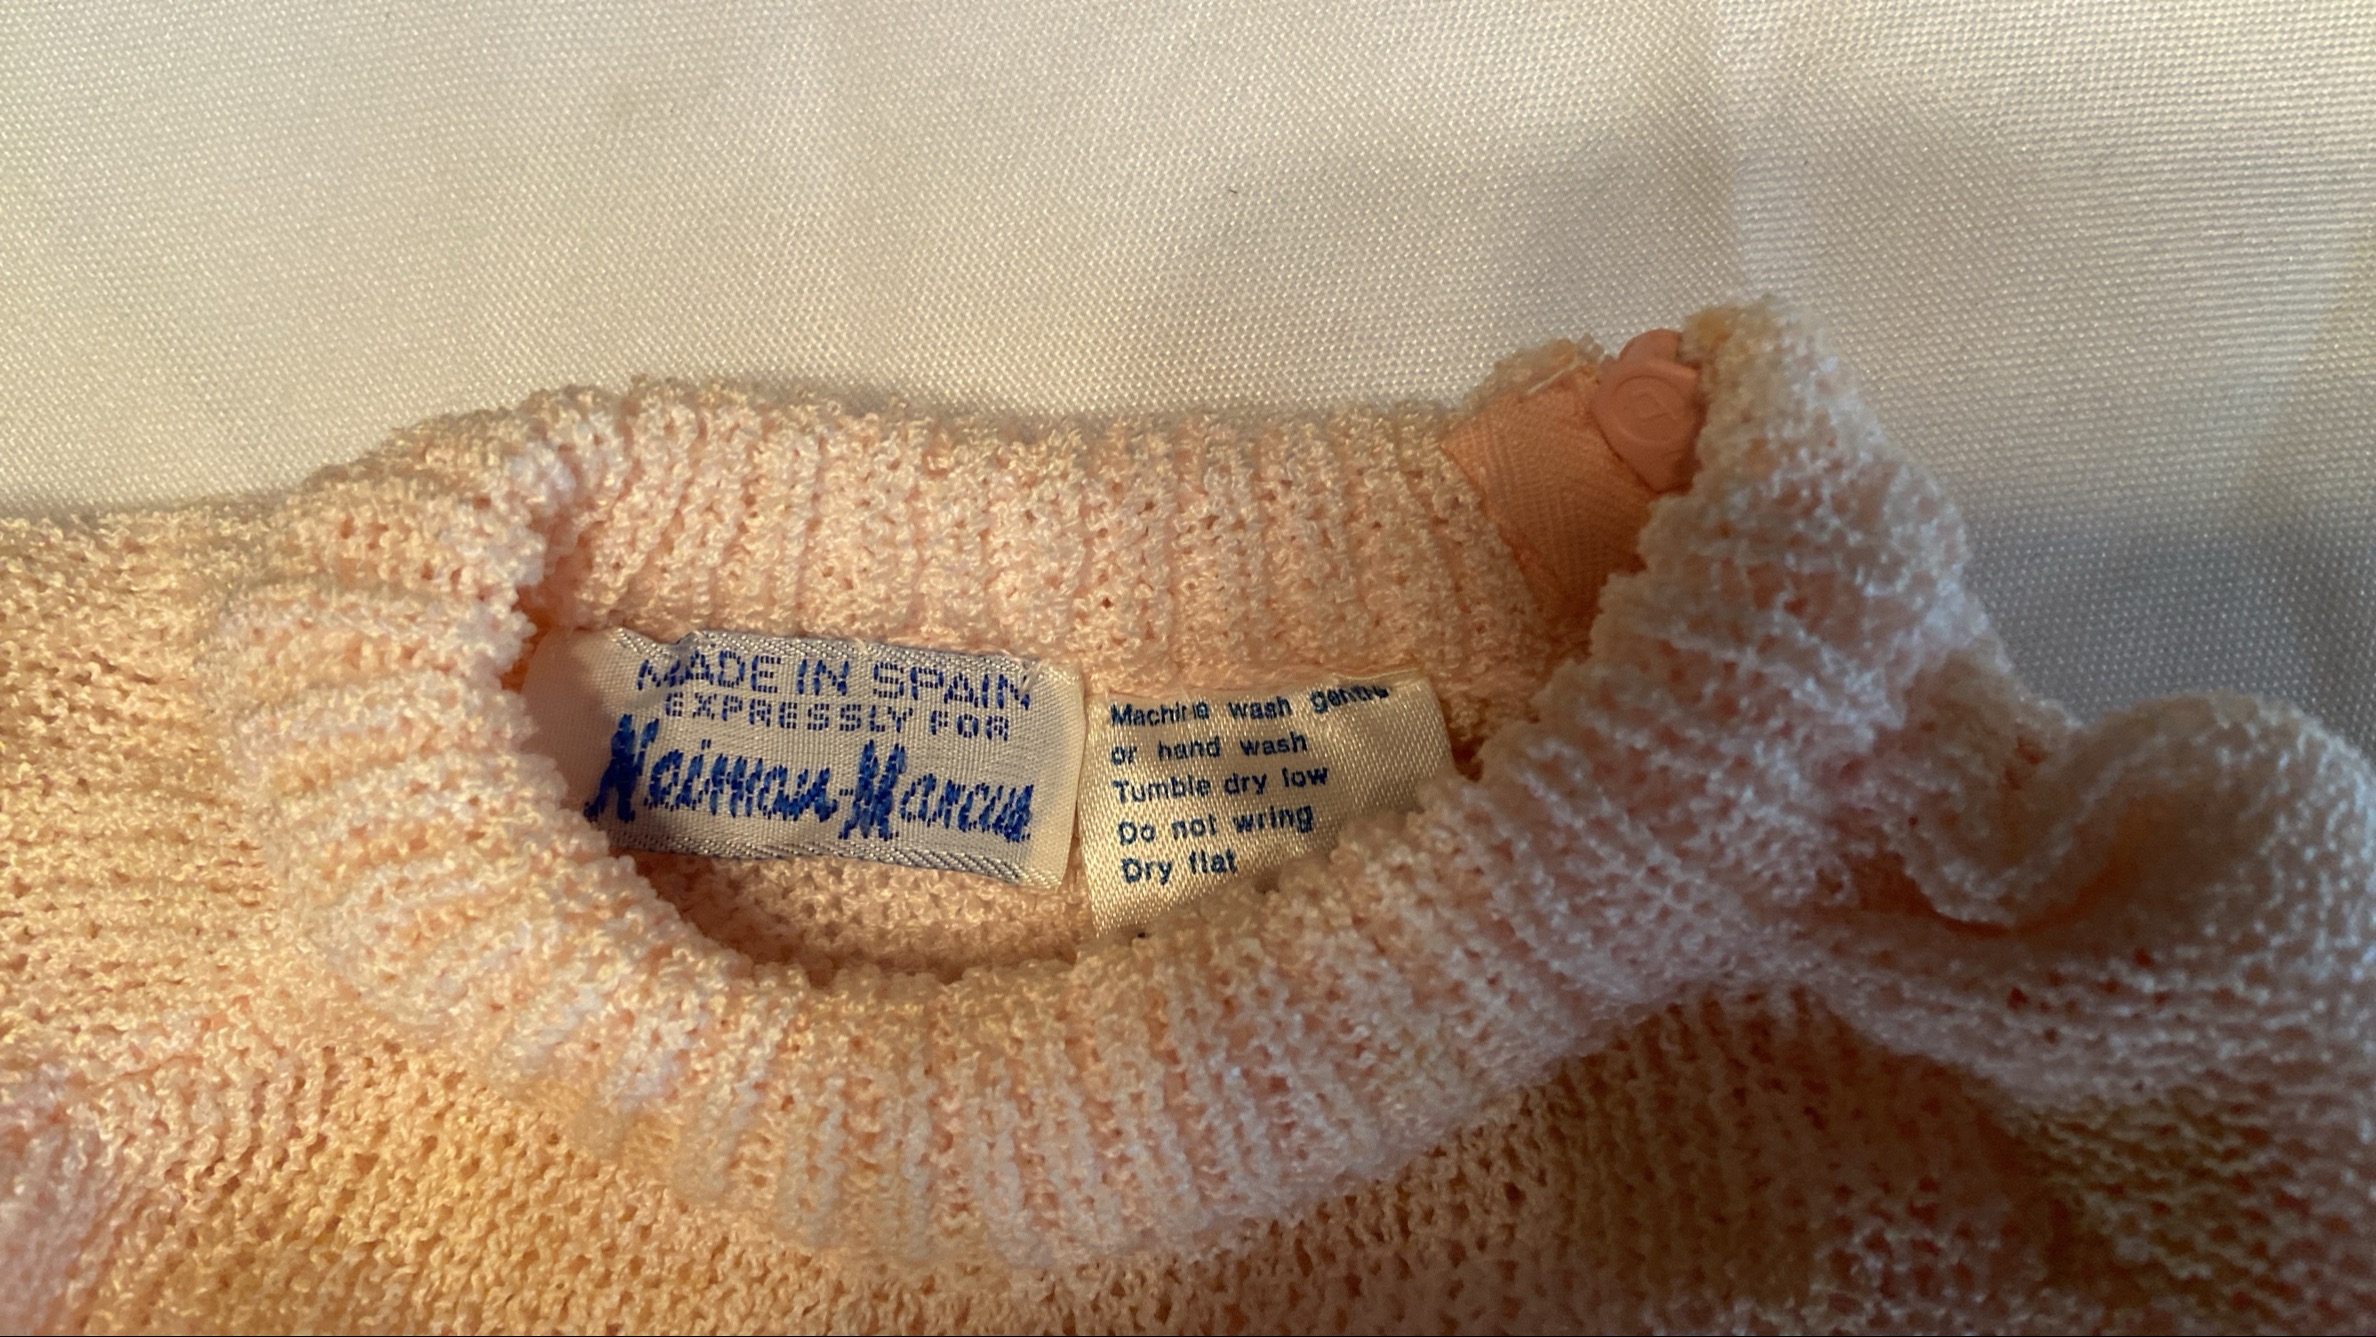 MADE IN SPAIN
EXPRESSLY FOR
Neiman-Marcus
Machine wash gentle
or hand wash
Tumble dry low
Do not wring
Dry flat